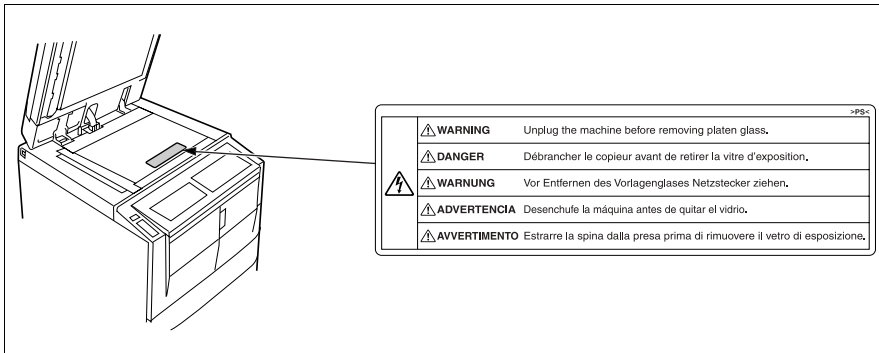 >PS<
WARNING Unplug the machine before removing platen glass.
DANGER Débrancher le copieur avant de retirer la vitre d'exposition.
WARNUNG Vor Entfernen des Vorlagenglases Netzstecker ziehen.
ADVERTENCIA Desenchufe la máquina antes de quitar el vidrio.
AVVERTIMENTO Estrarre la spina dalla presa prima di rimuovere il vetro di esposizione.